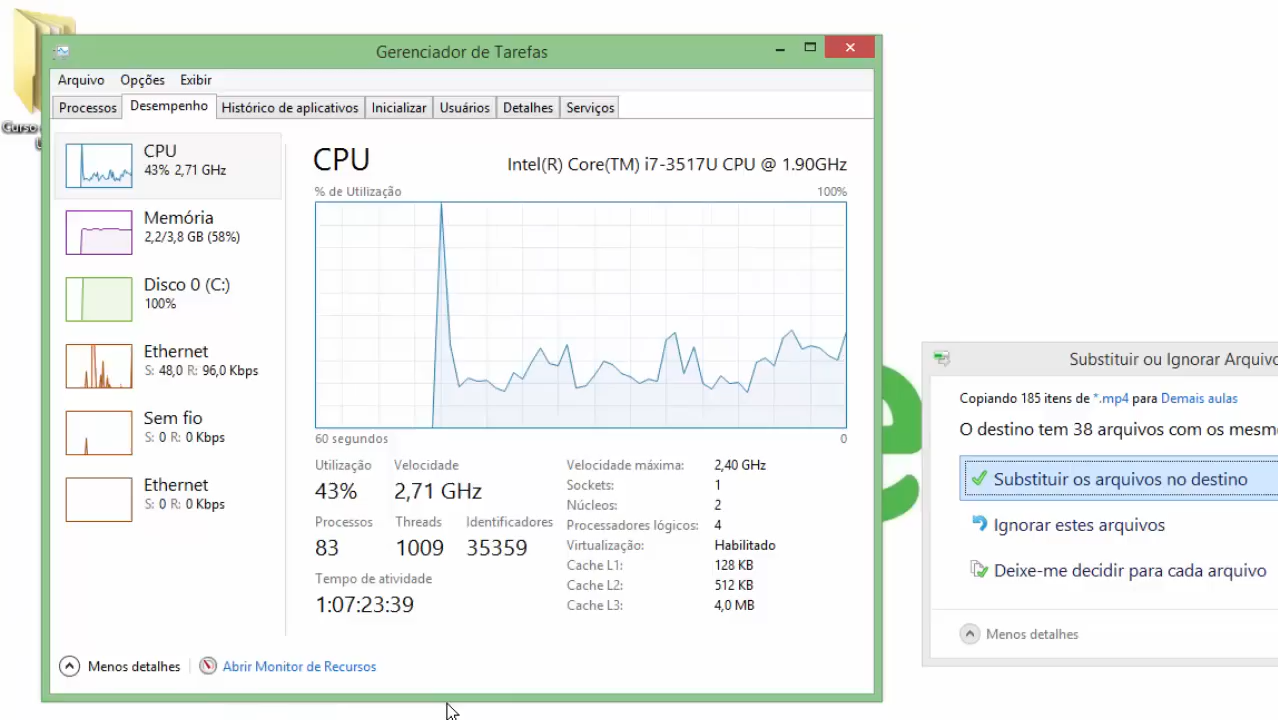 Gerenciador de Tarefas
Arquivo Opções Exibir
Processos Desempenho Histórico de aplicativos Inicializar Usuários Detalhes Serviços
CPU
43% 2,71 GHz
Memória
2,2/3,8 GB (58%)
Disco 0 (C:)
100%
Ethernet
S: 48,0 R: 96,0 Kbps
Sem fio
S: 0 R: 0 Kbps
Ethernet
S: 0 R: 0 Kbps
CPU Intel(R) Core(TM) i7-3517U CPU @ 1.90GHz
% de Utilização 100%
60 segundos 0
Utilização Velocidade
43% 2,71 GHz
Processos Threads Identificadores
83 1009 35359
Tempo de atividade
1:07:23:39
Velocidade máxima: 2,40 GHz
Sockets: 1
Núcleos: 2
Processadores lógicos: 4
Virtualização: Habilitado
Cache L1: 128 KB
Cache L2: 512 KB
Cache L3: 4,0 MB
Menos detalhes Abrir Monitor de Recursos
Curso
Substituir ou Ignorar Arquivo
Copiando 185 itens de *.mp4 para Demais aulas
O destino tem 38 arquivos com os mesm
Substituir os arquivos no destino
Ignorar estes arquivos
Deixe-me decidir para cada arquivo
Menos detalhes